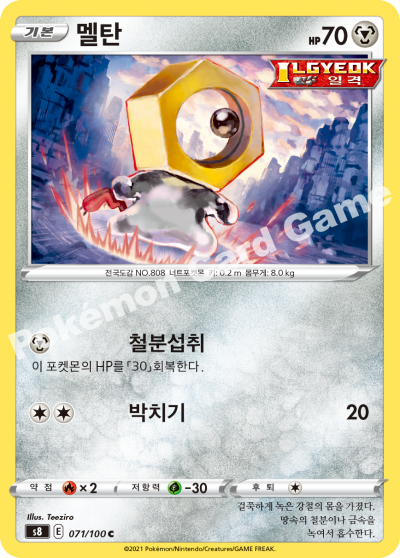 기본 멜탄 HP 70
ILGYEOK
일격
Pokémon Card Game
전국도감 NO.808 너트포켓몬 키: 0.2 m 몸무게: 8.0 kg
철분섭취
이 포켓몬의 HP를 「30」회복한다.
박치기 20
약점 ×2 저항력 -30 후퇴
Illus. Teeziro
s8 E 071/100 C
걸쭉하게 녹은 강철의 몸을 가졌다.
땅속의 철분이나 금속을
녹여서 흡수한다.
©2021 Pokémon/Nintendo/Creatures/GAME FREAK.